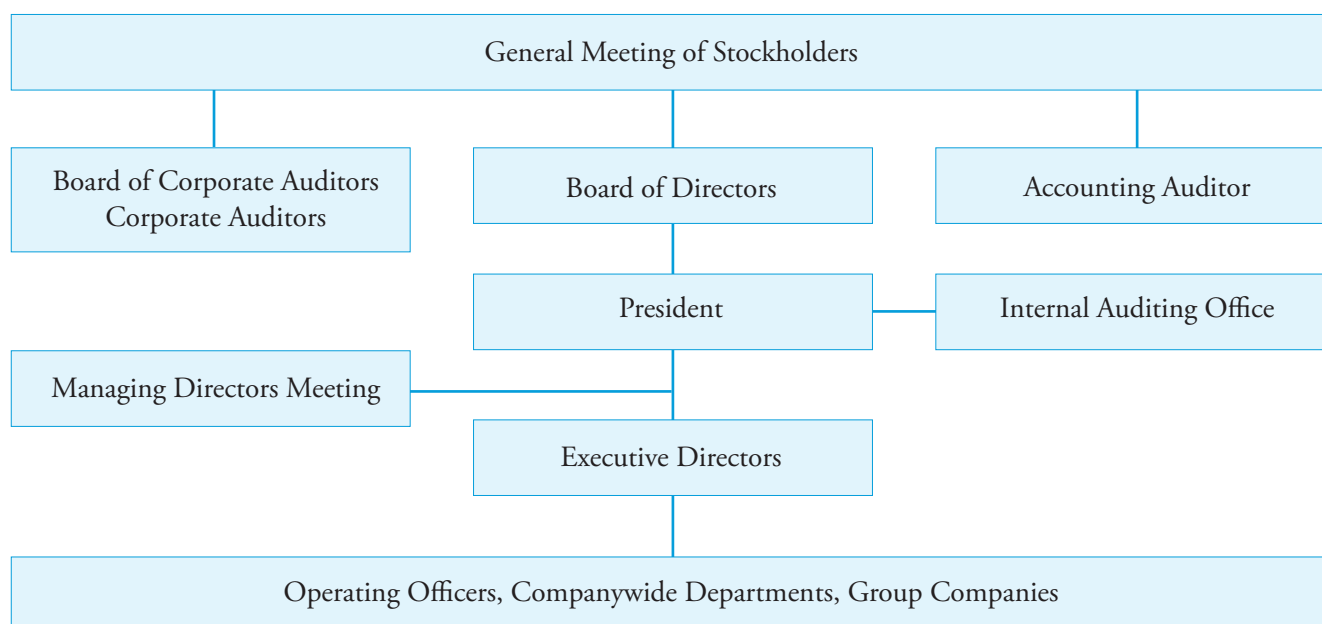 General Meeting of Stockholders
Board of Corporate Auditors
Corporate Auditors
Board of Directors
Accounting Auditor
President
Internal Auditing Office
Managing Directors Meeting
Executive Directors
Operating Officers, Companywide Departments, Group Companies